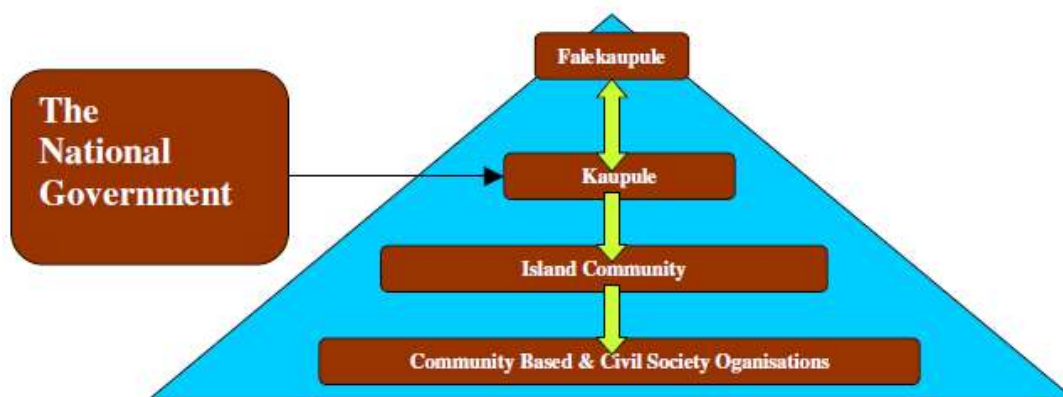 The
National
Government
Falekaupule
Kaupule
Island Community
Community Based & Civil Society Oganisations